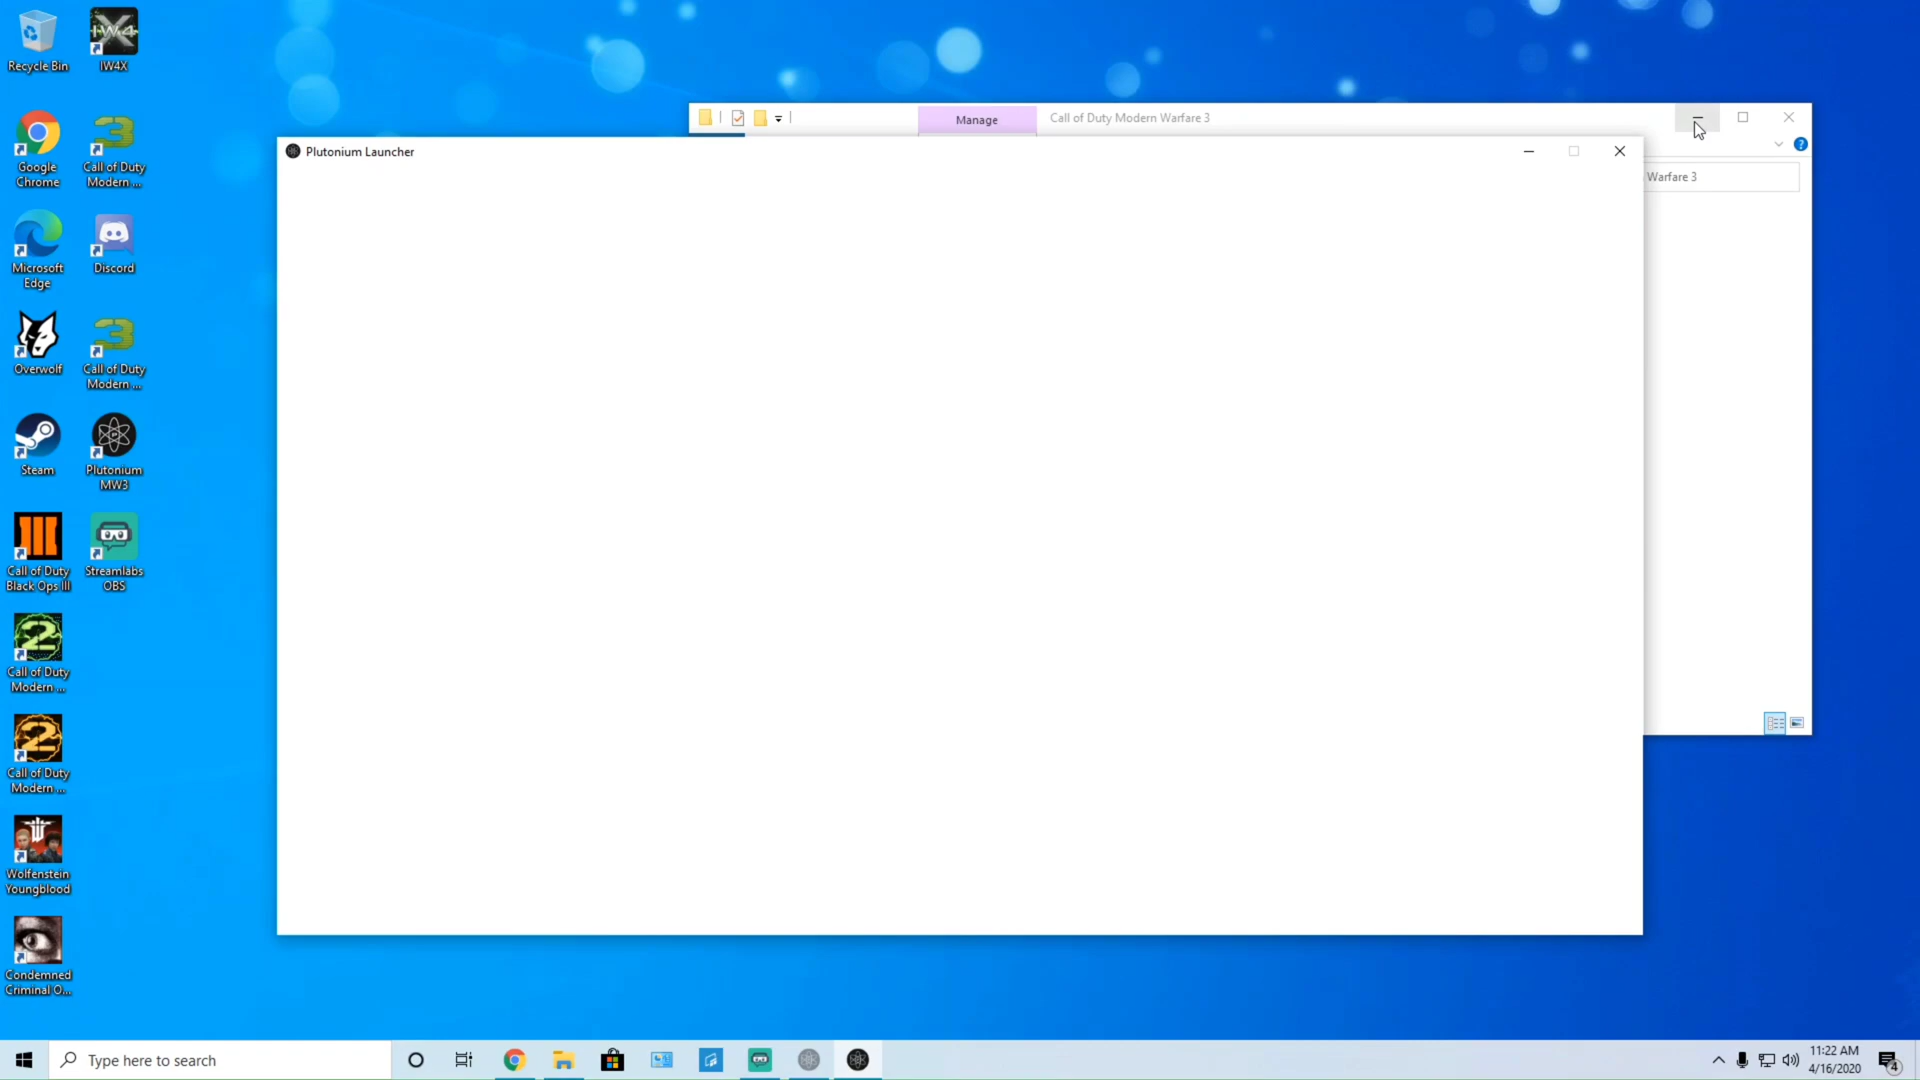 Recycle Bin
IW4X
Google
Chrome
Call of Duty
Modern ...
Microsoft
Edge
Discord
Overwolf
Call of Duty
Modern ...
Steam
Plutonium
MW3
Call of Duty
Black Ops III
Streamlabs
OBS
Call of Duty
Modern ...
Call of Duty
Modern ...
Wolfenstein
Youngblood
Condemned
Criminal O...
Manage
Call of Duty Modern Warfare 3
Plutonium Launcher
Warfare 3
Type here to search
11:22 AM
4/16/2020
4